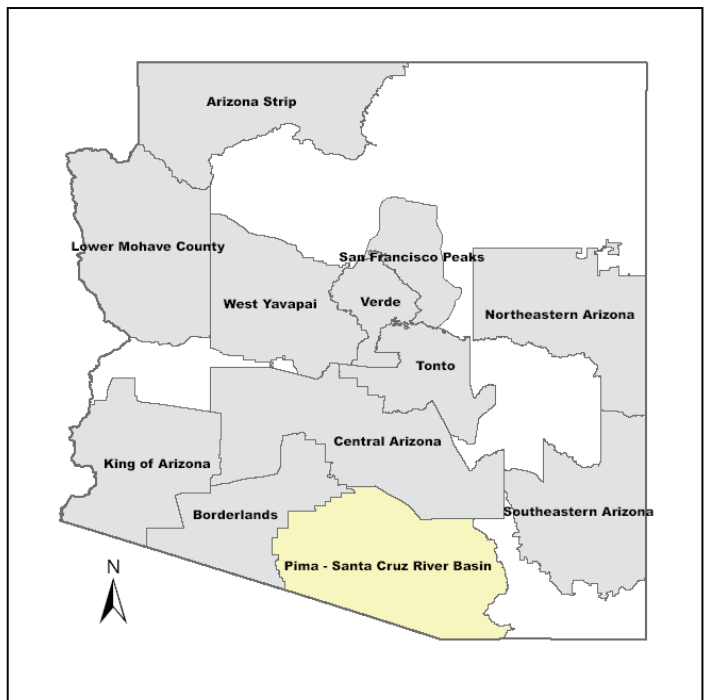 Arizona Strip
Lower Mohave County
San Francisco Peaks
West Yavapai
Verde
Northeastern Arizona
Tonto
Central Arizona
King of Arizona
Borderlands
Southeastern Arizona
Pima - Santa Cruz River Basin
N